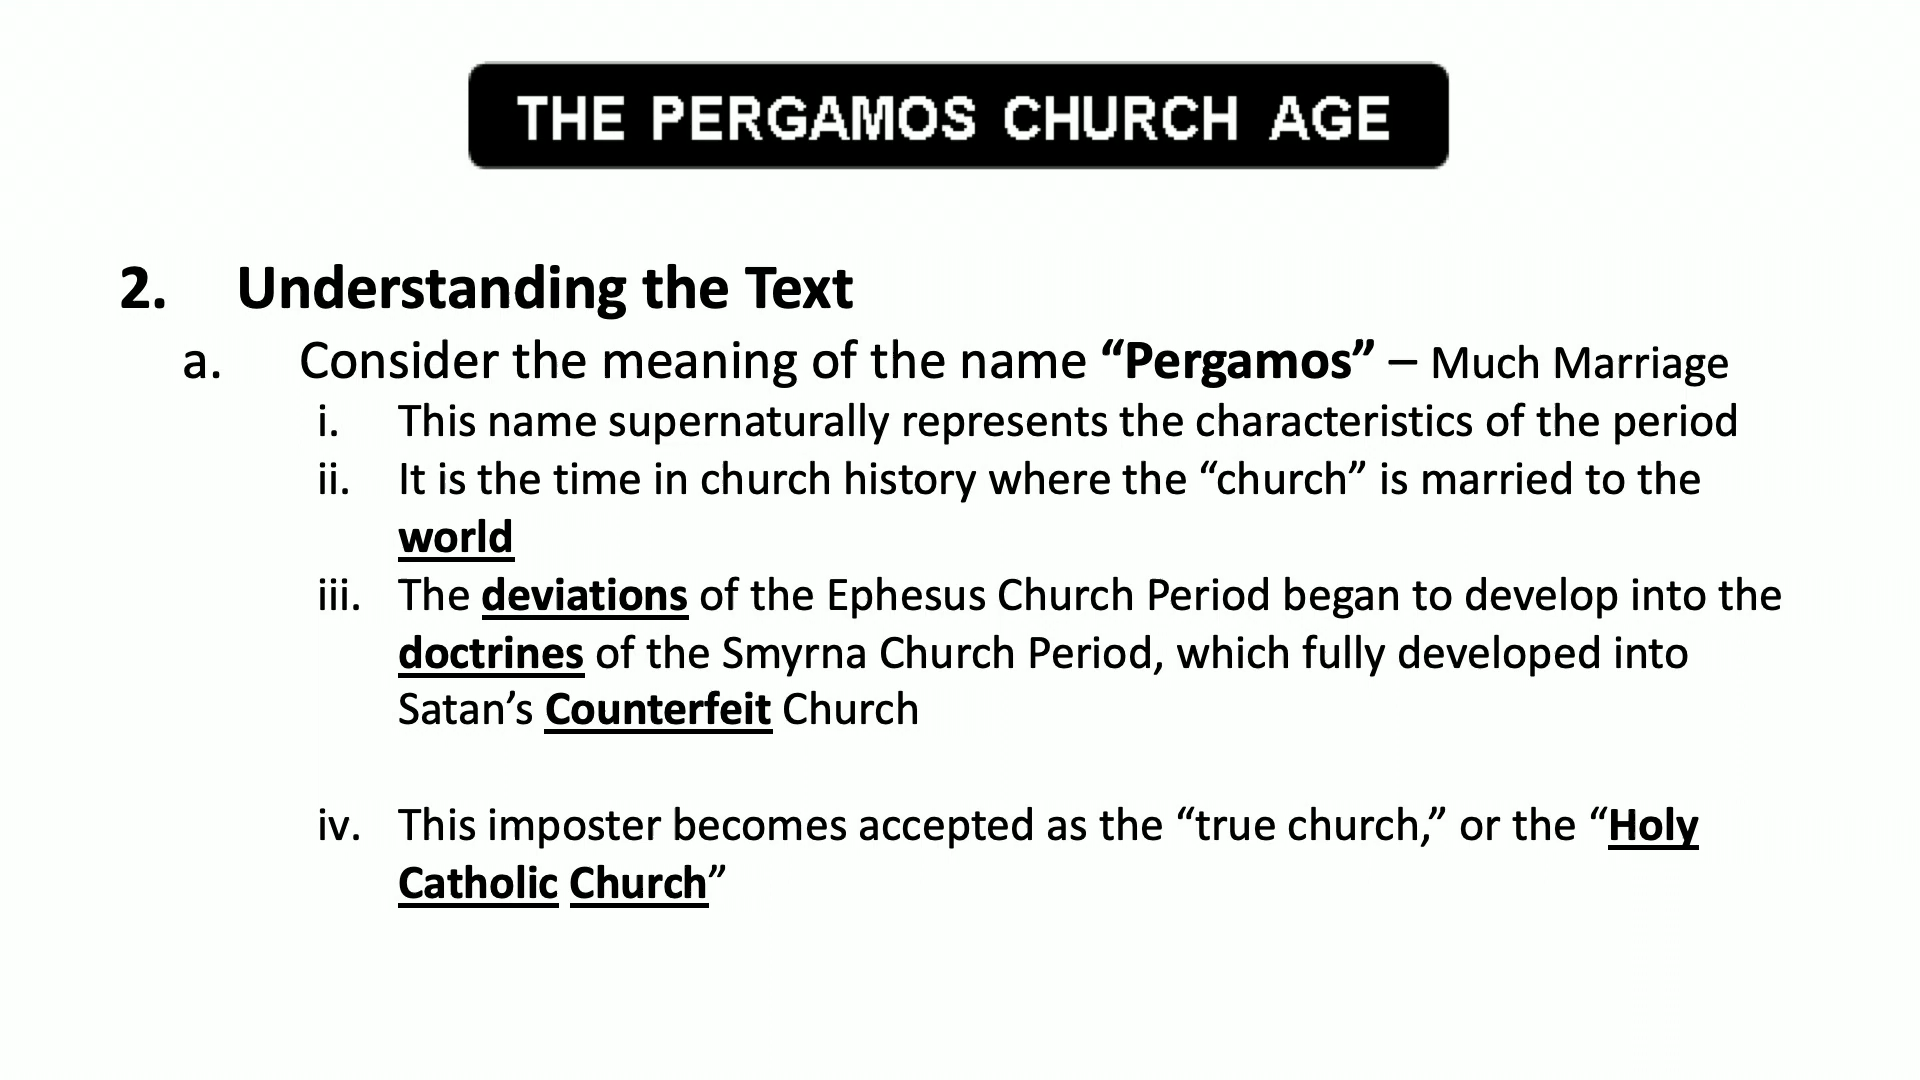 THE PERGAMOS CHURCH AGE
2. Understanding the Text
a. Consider the meaning of the name “Pergamos” – Much Marriage
i. This name supernaturally represents the characteristics of the period
ii. It is the time in church history where the “church” is married to the
world
iii. The deviations of the Ephesus Church Period began to develop into the
doctrines of the Smyrna Church Period, which fully developed into
Satan’s Counterfeit Church
iv. This imposter becomes accepted as the “true church,” or the “Holy
Catholic Church”